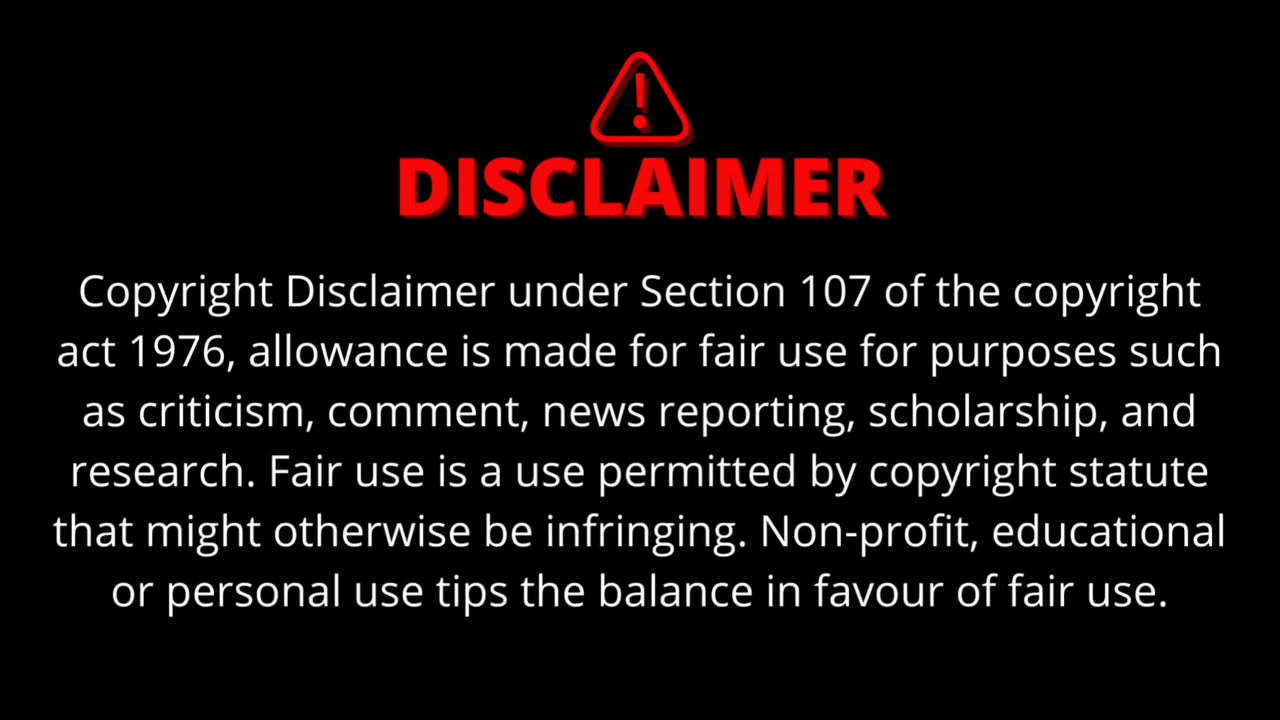 DISCLAIMER
Copyright Disclaimer under Section 107 of the copyright
act 1976, allowance is made for fair use for purposes such
as criticism, comment, news reporting, scholarship, and
research. Fair use is a use permitted by copyright statute
that might otherwise be infringing. Non-profit, educational
or personal use tips the balance in favour of fair use.